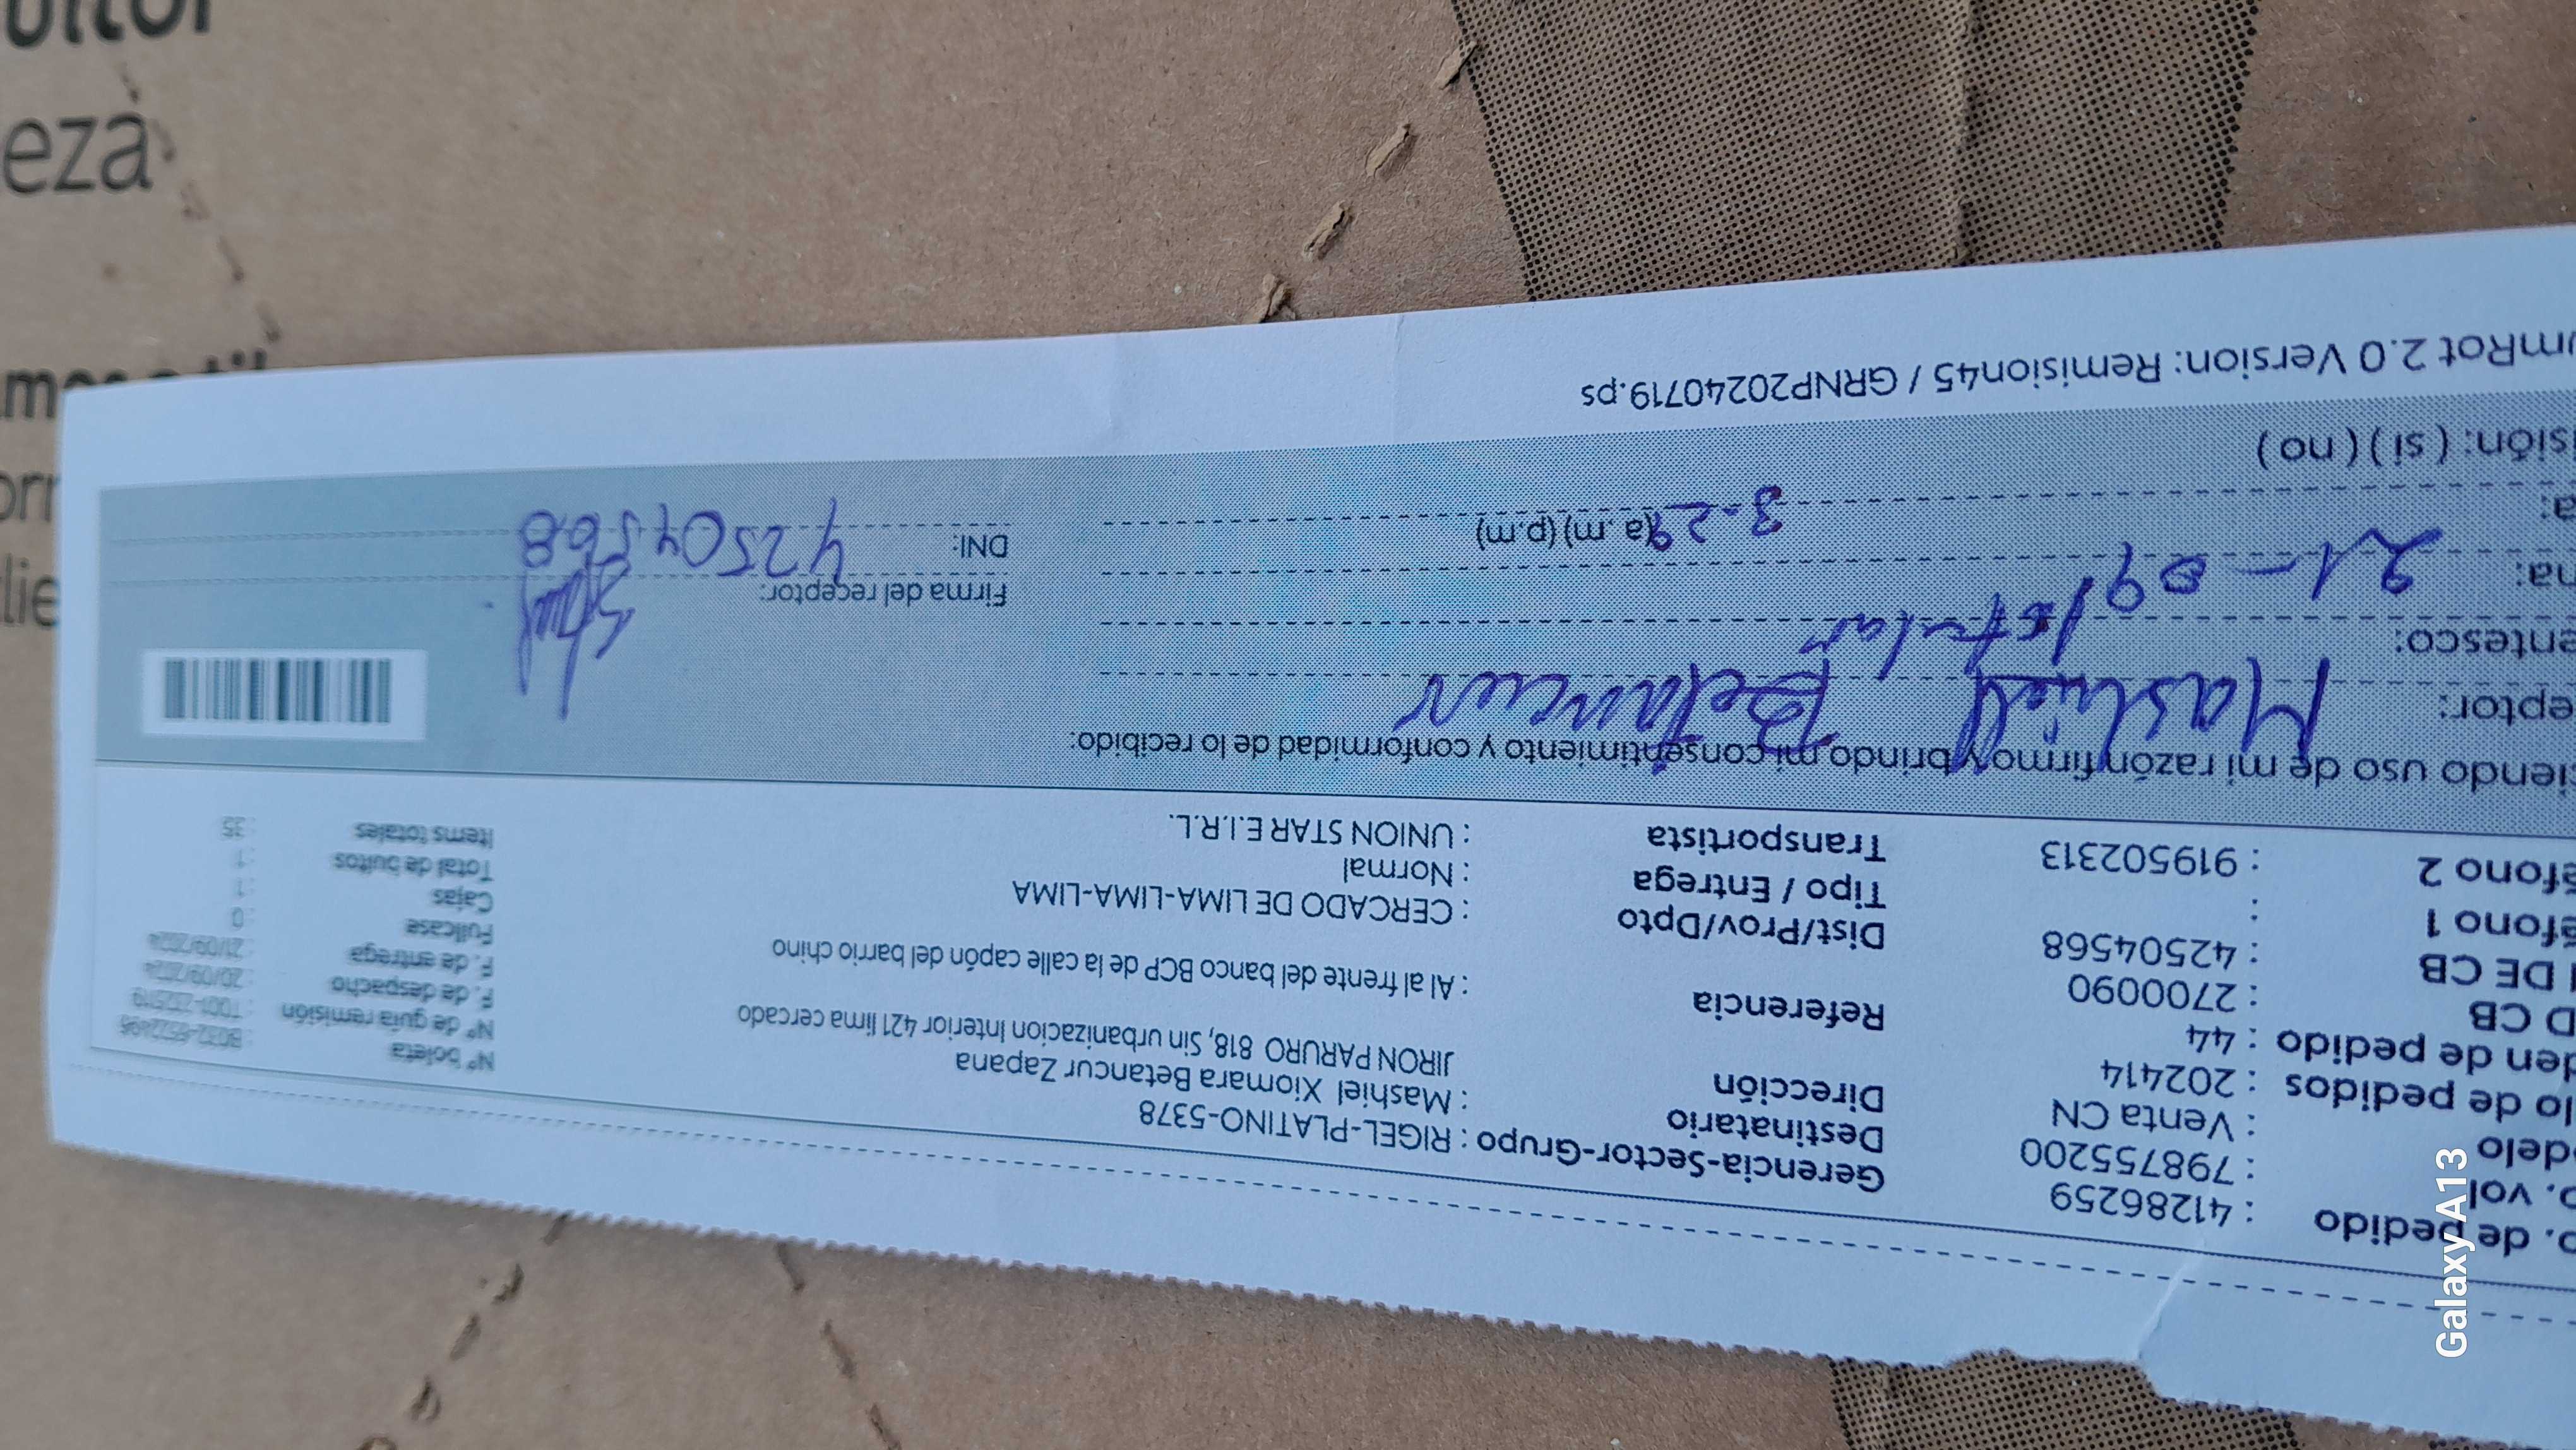 eza
p. de pedido : 41286259
p. vol : 798755200
delo : Venta CN
lo de pedidos : 202414
den de pedido : 44
D CB : 2700090
I DE CB : 42504568
éfono 1 :
éfono 2 : 919502313
Gerencia-Sector-Grupo : RIGEL-PLATINO-5378
Destinatario : Mashiel Xiomara Betancur Zapana
Dirección JIRON PARURO 818, Sin urbanizacion Interior 421 lima cercado
Referencia : Al al frente del banco BCP de la calle capón del barrio chino
Dist/Prov/Dpto : CERCADO DE LIMA-LIMA-LIMA
Tipo / Entrega : Normal
Transportista : UNION STAR E.I.R.L.
Nº boleta
Nº de guía remisión
F. de despacho : 20/09/2024
F. de entrega : 21/09/2024
Fullcase : 0
Cajas : 1
Total de bultos : 1
Items totales : 35
ciendo uso de mi razón firmo y brindo mi consentimiento y conformidad de lo recibido:
eptor: Mashiell Betancur
entesco: titular
ha: 21-09
a: 3-29 (a.m) (p.m)
isión: ( si ) ( no )
Firma del receptor:
DNI: 42504568
umRot 2.0 Version: Remision45 / GRNP20240719.ps
Galaxy A13